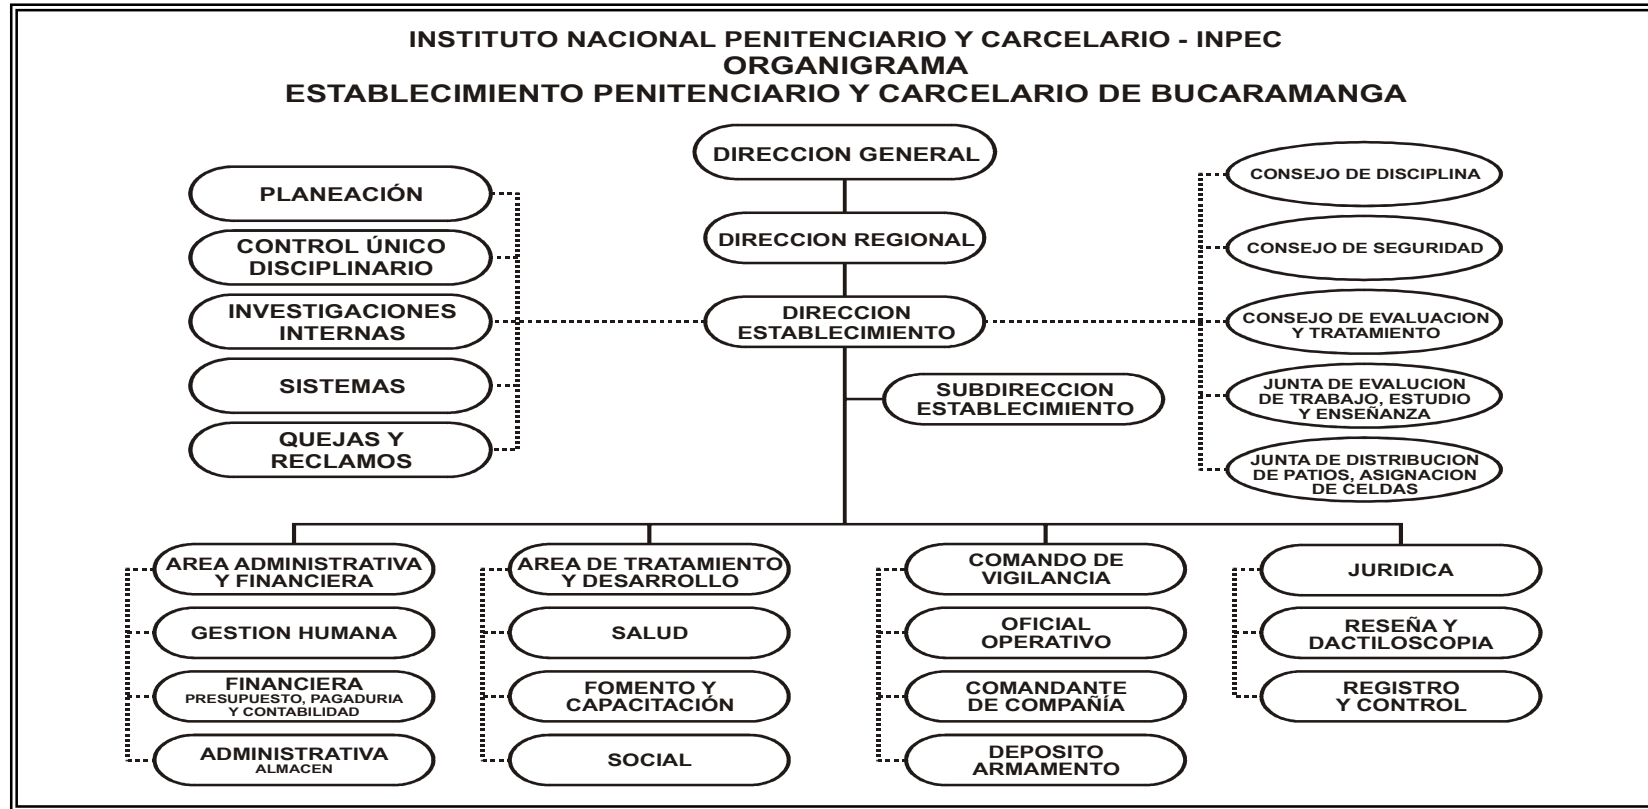 INSTITUTO NACIONAL PENITENCIARIO Y CARCELARIO - INPEC
ORGANIGRAMA
ESTABLECIMIENTO PENITENCIARIO Y CARCELARIO DE BUCARAMANGA
DIRECCION GENERAL
DIRECCION REGIONAL
DIRECCION
ESTABLECIMIENTO
SUBDIRECCION
ESTABLECIMIENTO
PLANEACIÓN
CONTROL ÚNICO
DISCIPLINARIO
INVESTIGACIONES
INTERNAS
SISTEMAS
QUEJAS Y
RECLAMOS
CONSEJO DE DISCIPLINA
CONSEJO DE SEGURIDAD
CONSEJO DE EVALUACION
Y TRATAMIENTO
JUNTA DE EVALUCION
DE TRABAJO, ESTUDIO
Y ENSEÑANZA
JUNTA DE DISTRIBUCION
DE PATIOS, ASIGNACION
DE CELDAS
AREA ADMINISTRATIVA
Y FINANCIERA
GESTION HUMANA
FINANCIERA
PRESUPUESTO, PAGADURIA
Y CONTABILIDAD
ADMINISTRATIVA
ALMACEN
AREA DE TRATAMIENTO
Y DESARROLLO
SALUD
FOMENTO Y
CAPACITACIÓN
SOCIAL
COMANDO DE
VIGILANCIA
OFICIAL
OPERATIVO
COMANDANTE
DE COMPAÑÍA
DEPOSITO
ARMAMENTO
JURIDICA
RESEÑA Y
DACTILOSCOPIA
REGISTRO
Y CONTROL